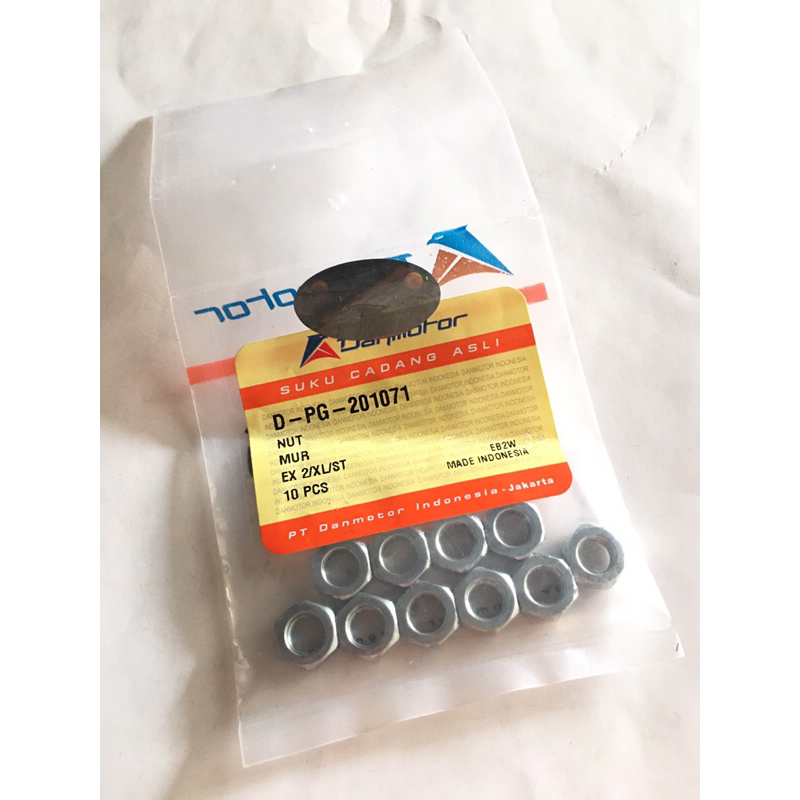 Danmotor
SUKU CADANG ASLI
D-PG-201071
NUT
MUR
EX 2/XL/ST
10 PCS
EB2W
MADE INDONESIA
PT Danmotor Indonesia-Jakarta